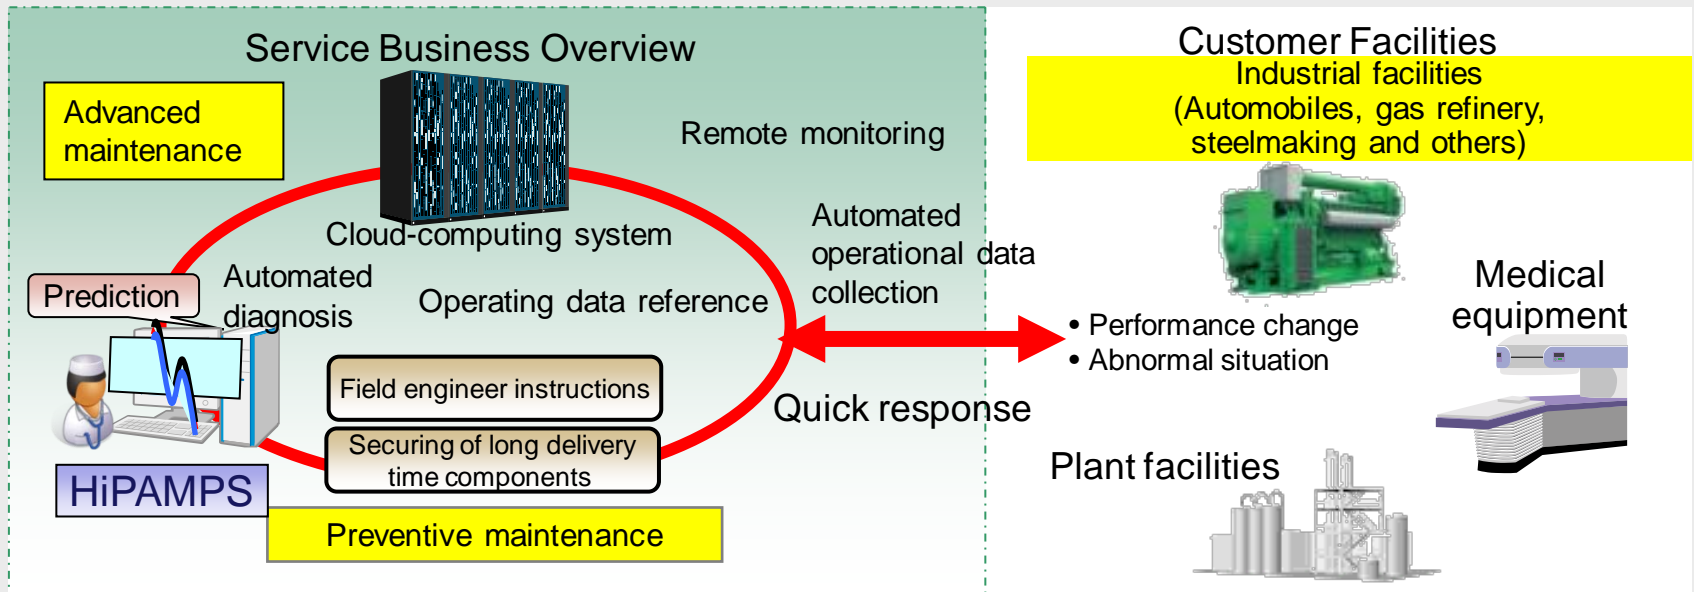 Service Business Overview
Advanced
maintenance
Remote monitoring
Cloud-computing system
Automated
operational data
collection
Prediction
Automated
diagnosis
Operating data reference
Field engineer instructions
Securing of long delivery
time components
Quick response
HiPAMPS
Preventive maintenance
Customer Facilities
Industrial facilities
(Automobiles, gas refinery,
steelmaking and others)
• Performance change
• Abnormal situation
Medical
equipment
Plant facilities